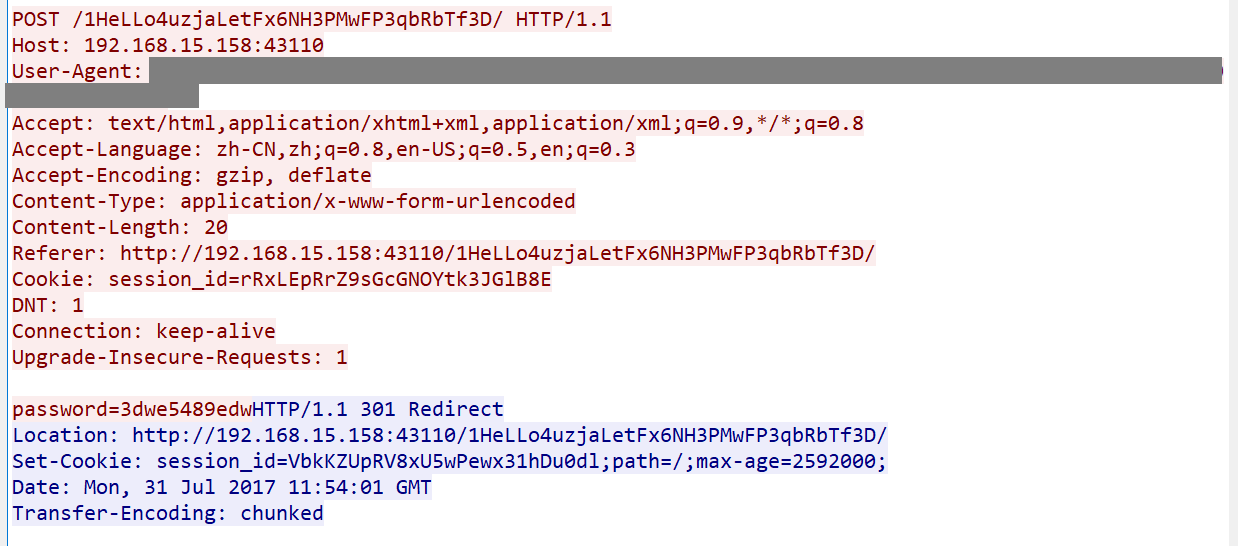 POST /1HeLLo4uzjaLetFx6NH3PMwFP3qbRbTf3D/ HTTP/1.1
Host: 192.168.15.158:43110
User-Agent:
Accept: text/html,application/xhtml+xml,application/xml;q=0.9,*/*;q=0.8
Accept-Language: zh-CN,zh;q=0.8,en-US;q=0.5,en;q=0.3
Accept-Encoding: gzip, deflate
Content-Type: application/x-www-form-urlencoded
Content-Length: 20
Referer: http://192.168.15.158:43110/1HeLLo4uzjaLetFx6NH3PMwFP3qbRbTf3D/
Cookie: session_id=rRxLEpRrZ9sGcGNOYtk3JGlB8E
DNT: 1
Connection: keep-alive
Upgrade-Insecure-Requests: 1
password=3dwe5489edwHTTP/1.1 301 Redirect
Location: http://192.168.15.158:43110/1HeLLo4uzjaLetFx6NH3PMwFP3qbRbTf3D/
Set-Cookie: session_id=VbkKZUpRV8xU5wPewx31hDu0dl;path=/;max-age=2592000;
Date: Mon, 31 Jul 2017 11:54:01 GMT
Transfer-Encoding: chunked